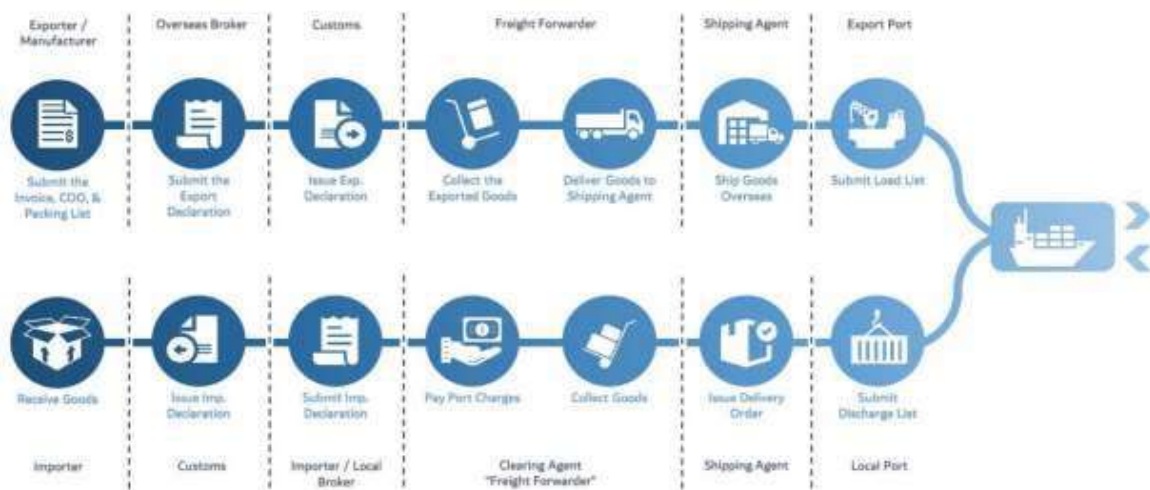 Exporter /
Manufacturer
Overseas Broker
Customs
Freight Forwarder
Shipping Agent
Export Port
Submit the
Invoice, COO, &
Packing List
Submit the
Export
Declaration
Issue Exp.
Declaration
Collect the
Exported Goods
Deliver Goods to
Shipping Agent
Ship Goods
Overseas
Submit Load List
Receive Goods
Issue Imp.
Declaration
Submit Imp.
Declaration
Pay Port Charges
Collect Goods
Issue Delivery
Order
Submit
Discharge List
Importer
Customs
Importer / Local
Broker
Clearing Agent
"Freight Forwarder"
Shipping Agent
Local Port